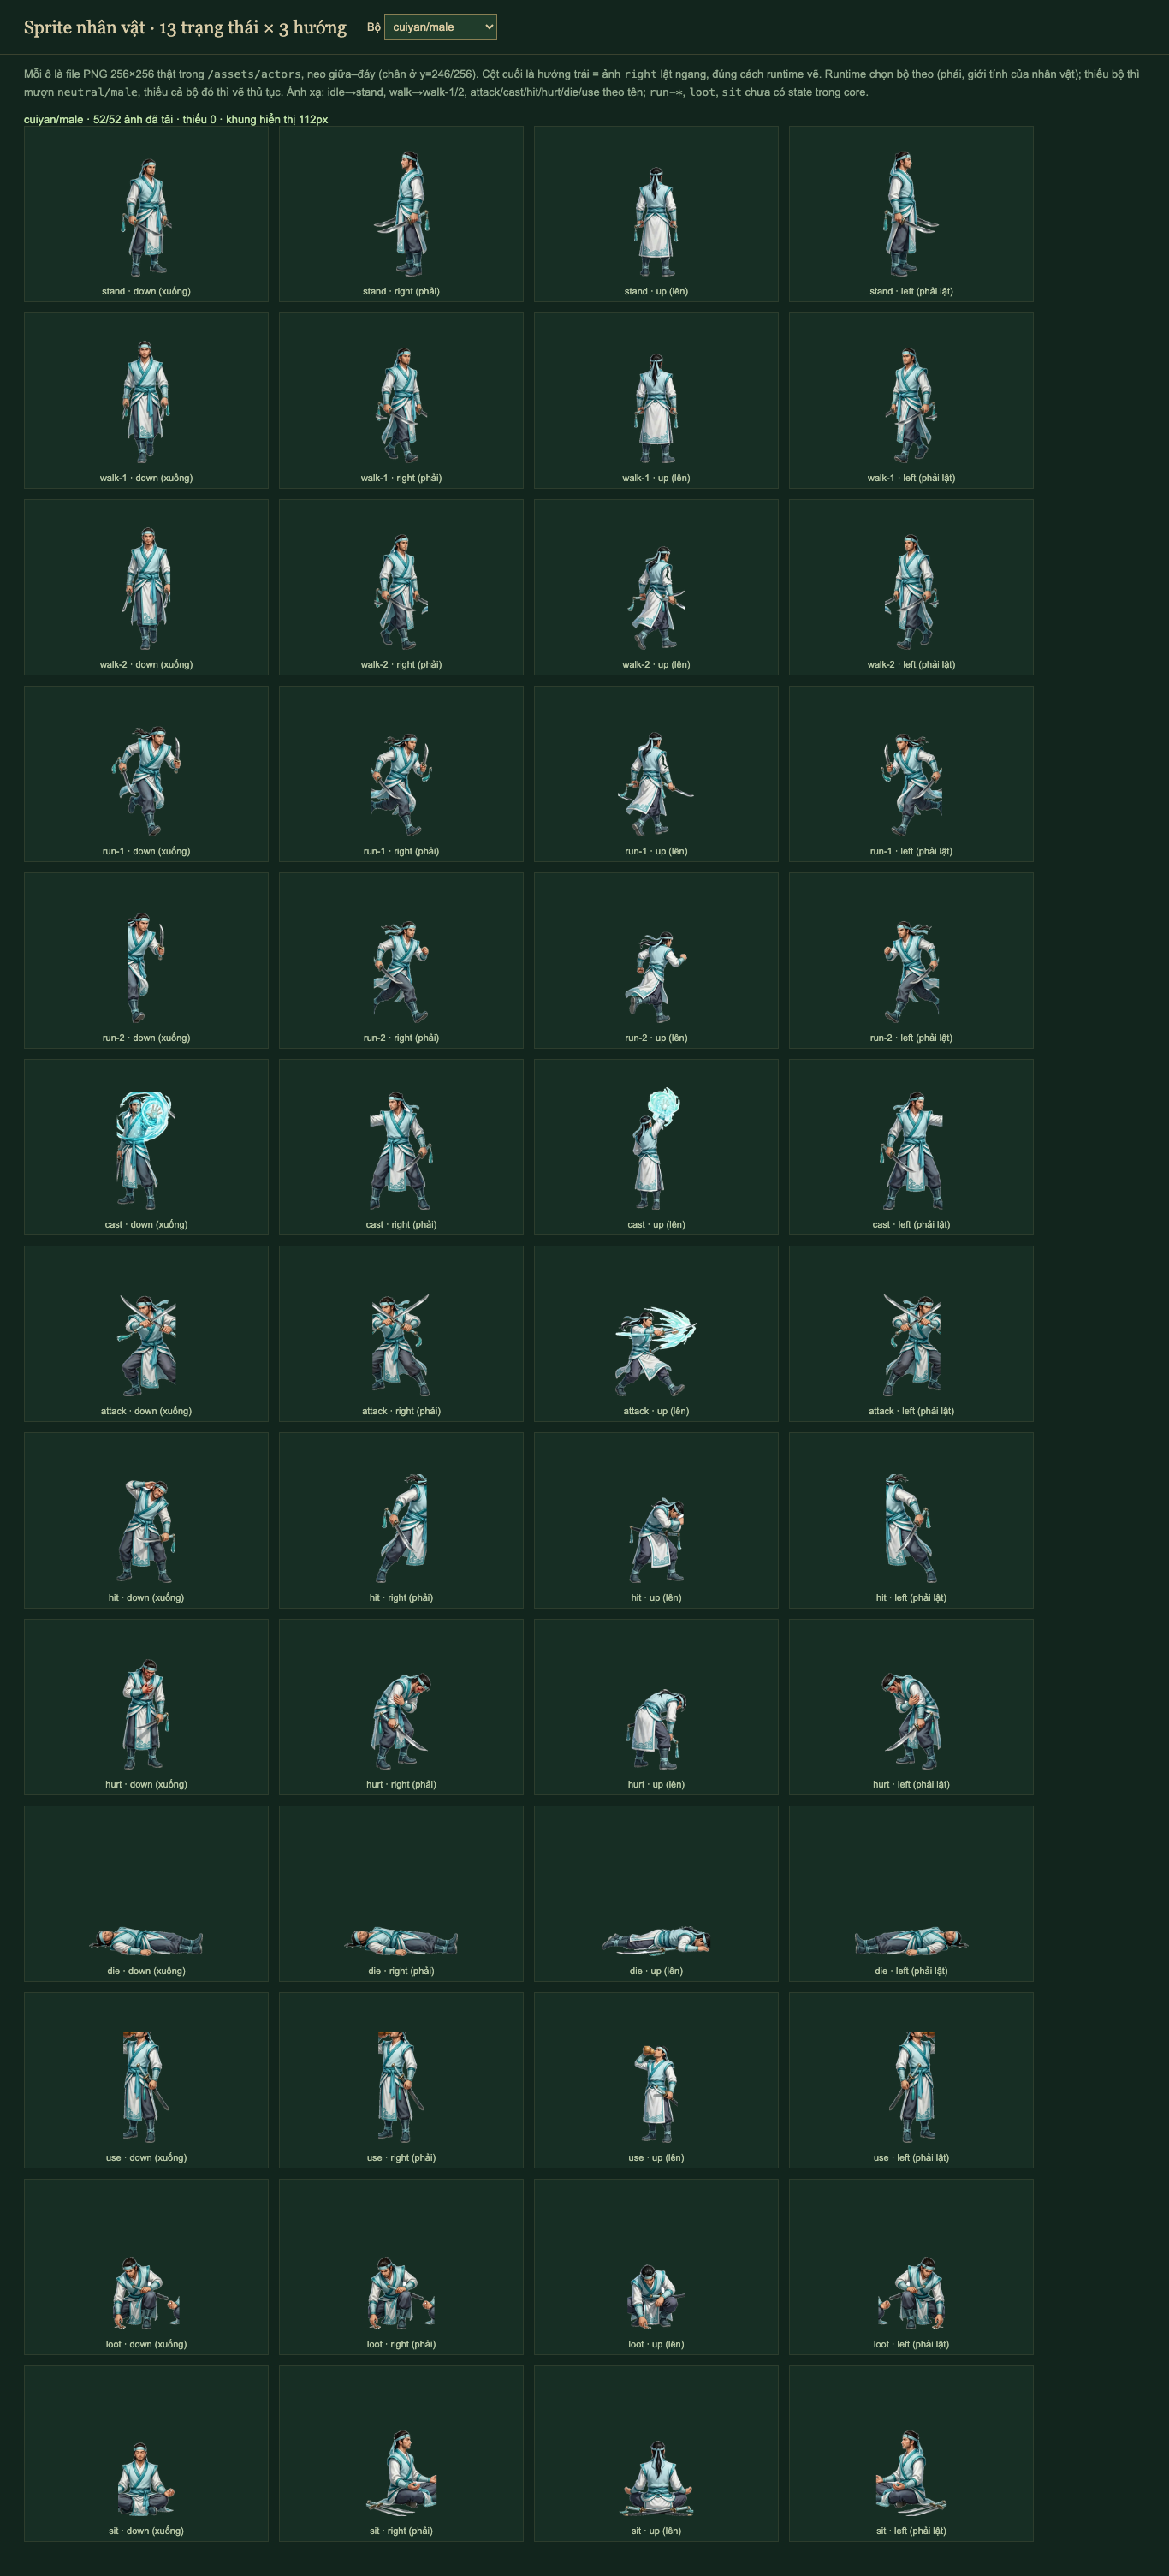 Sprite nhân vật · 13 trạng thái × 3 hướng
Bộ cuiyan/male
Mỗi ô là file PNG 256×256 thật trong /assets/actors, neo giữa–đáy (chân ở y=246/256). Cột cuối là hướng trái = ảnh right lật ngang, đúng cách runtime vẽ. Runtime chọn bộ theo (phái, giới tính của nhân vật); thiếu bộ thì
mượn neutral/male, thiếu cả bộ đó thì vẽ thủ tục. Ánh xạ: idle→stand, walk→walk-1/2, attack/cast/hit/hurt/die/use theo tên; run-*, loot, sit chưa có state trong core.
cuiyan/male · 52/52 ảnh đã tải · thiếu 0 · khung hiển thị 112px
stand · down (xuống)
stand · right (phải)
stand · up (lên)
stand · left (phải lật)
walk-1 · down (xuống)
walk-1 · right (phải)
walk-1 · up (lên)
walk-1 · left (phải lật)
walk-2 · down (xuống)
walk-2 · right (phải)
walk-2 · up (lên)
walk-2 · left (phải lật)
run-1 · down (xuống)
run-1 · right (phải)
run-1 · up (lên)
run-1 · left (phải lật)
run-2 · down (xuống)
run-2 · right (phải)
run-2 · up (lên)
run-2 · left (phải lật)
cast · down (xuống)
cast · right (phải)
cast · up (lên)
cast · left (phải lật)
attack · down (xuống)
attack · right (phải)
attack · up (lên)
attack · left (phải lật)
hit · down (xuống)
hit · right (phải)
hit · up (lên)
hit · left (phải lật)
hurt · down (xuống)
hurt · right (phải)
hurt · up (lên)
hurt · left (phải lật)
die · down (xuống)
die · right (phải)
die · up (lên)
die · left (phải lật)
use · down (xuống)
use · right (phải)
use · up (lên)
use · left (phải lật)
loot · down (xuống)
loot · right (phải)
loot · up (lên)
loot · left (phải lật)
sit · down (xuống)
sit · right (phải)
sit · up (lên)
sit · left (phải lật)